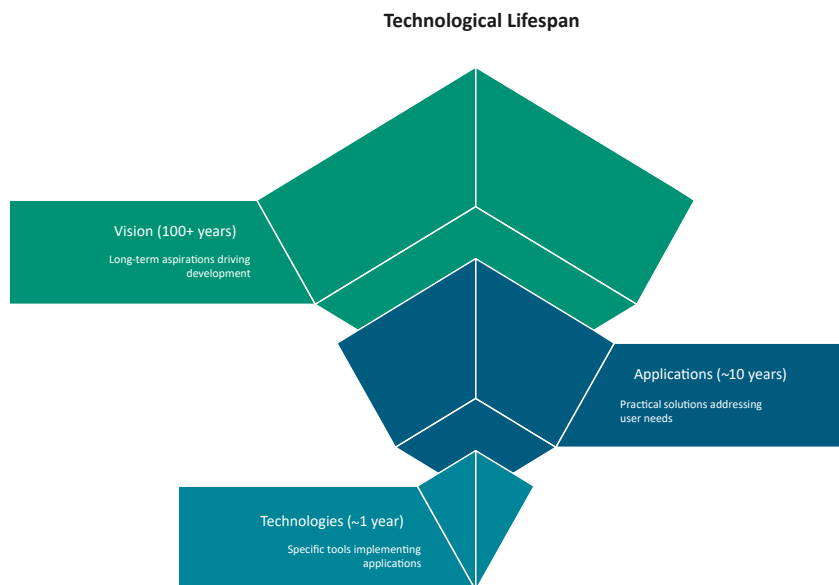 Technological Lifespan
Vision (100+ years)
Long-term aspirations driving
development
Applications (~10 years)
Practical solutions addressing
user needs
Technologies (~1 year)
Specific tools implementing
applications